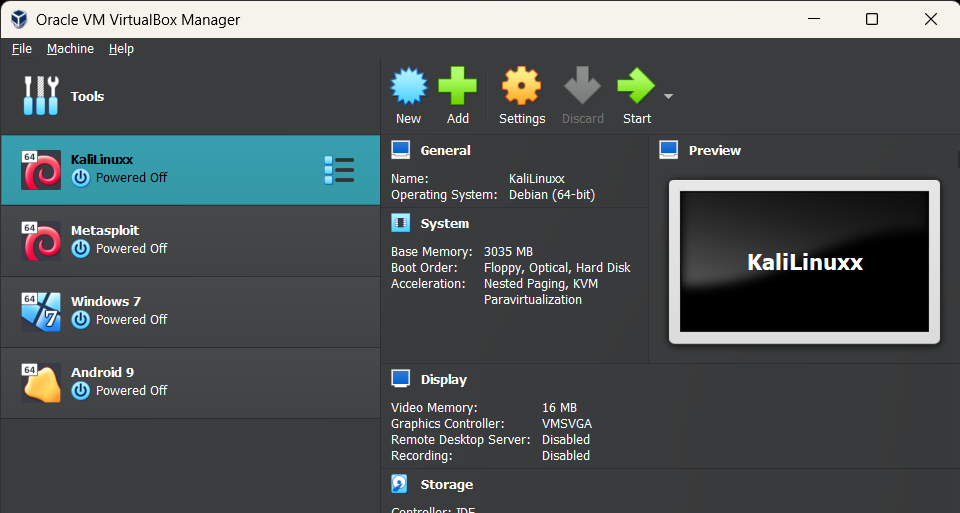 Oracle VM VirtualBox Manager
File Machine Help
Tools
New Add Settings Discard Start
64
KaliLinuxx
Powered Off
64
Metasploit
Powered Off
64
Windows 7
Powered Off
7
64
Android 9
Powered Off
General
Name: KaliLinuxx
Operating System: Debian (64-bit)
System
Base Memory: 3035 MB
Boot Order: Floppy, Optical, Hard Disk
Acceleration: Nested Paging, KVM
Paravirtualization
Preview
KaliLinuxx
Display
Video Memory: 16 MB
Graphics Controller: VMSVGA
Remote Desktop Server: Disabled
Recording: Disabled
Storage
Controller: IDE